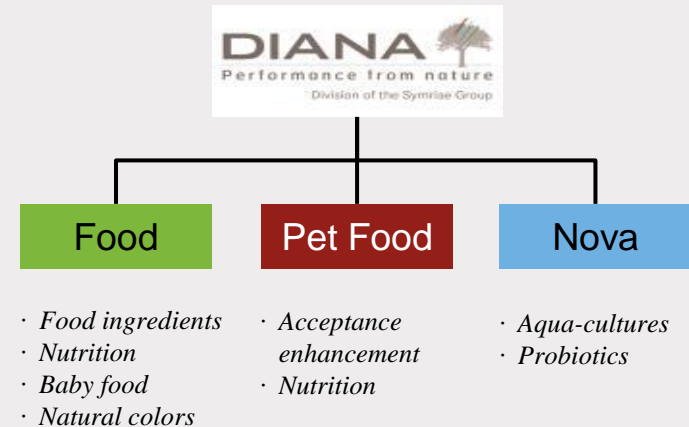 DIANA
Performance from nature
Division of the Symrise Group
Food
Pet Food
Nova
· Food ingredients
· Nutrition
· Baby food
· Natural colors
· Acceptance
enhancement
· Nutrition
· Aqua-cultures
· Probiotics